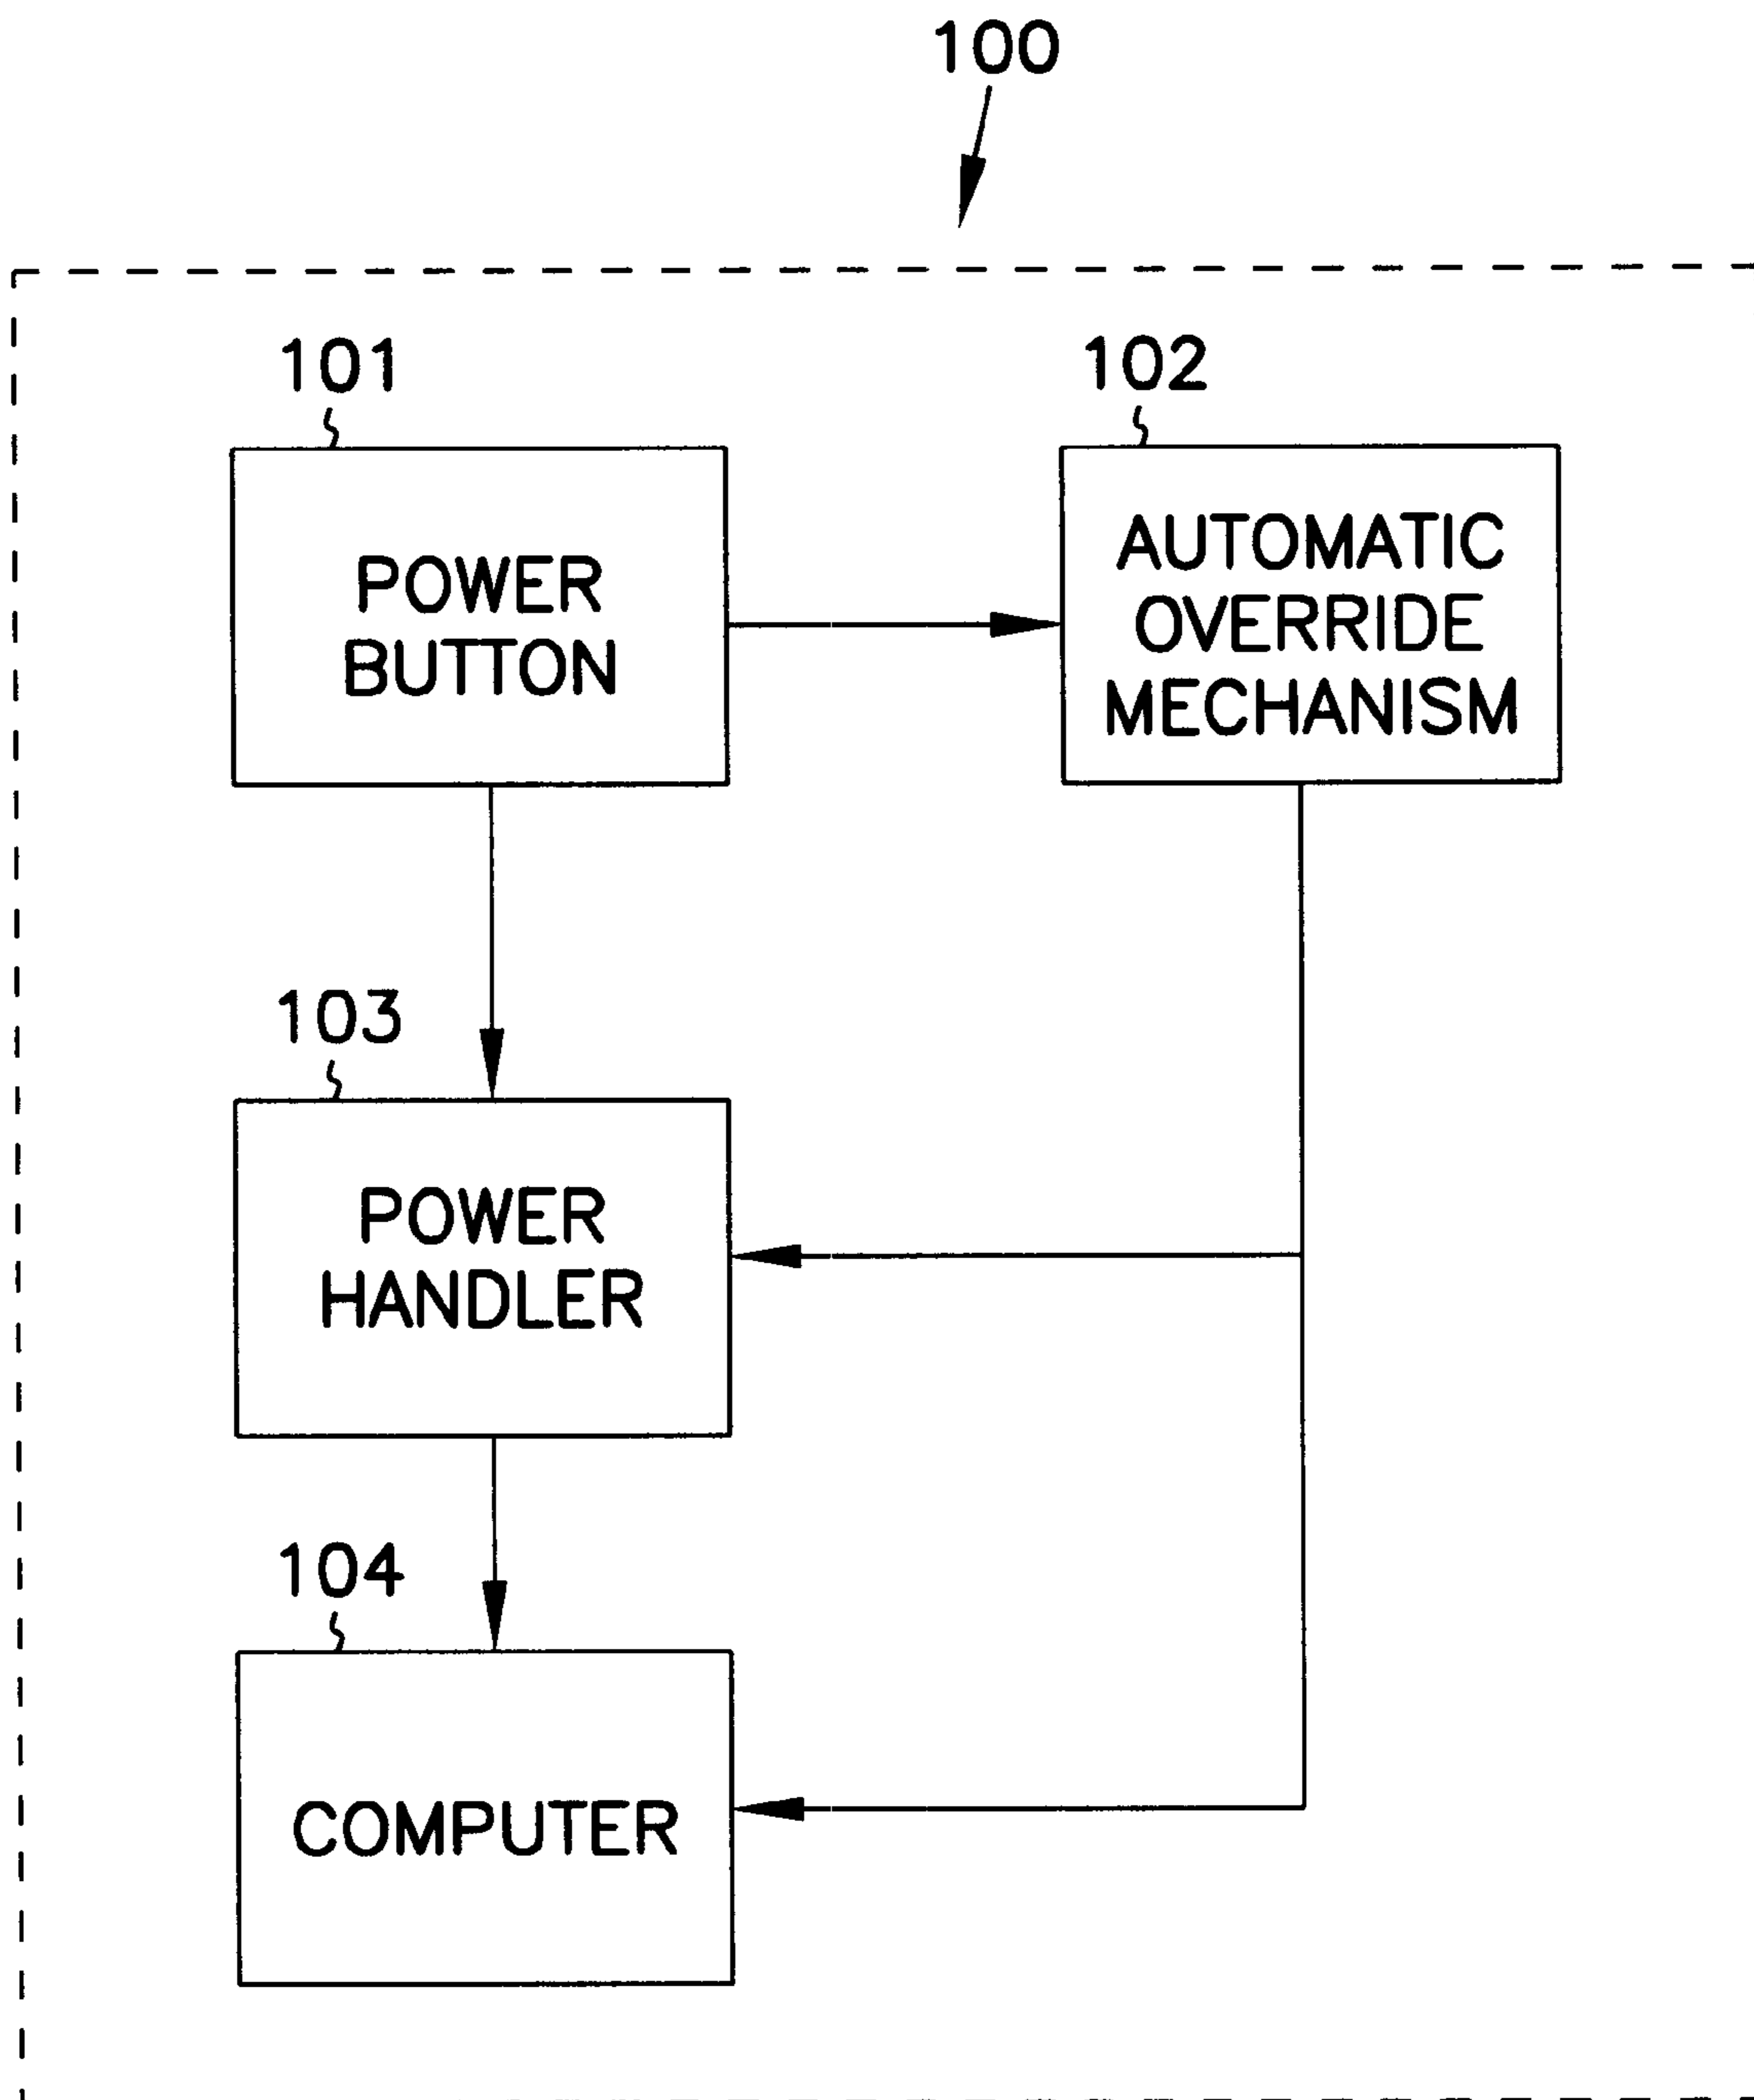 100
101
102
POWER
BUTTON
AUTOMATIC
OVERRIDE
MECHANISM
103
POWER
HANDLER
104
COMPUTER